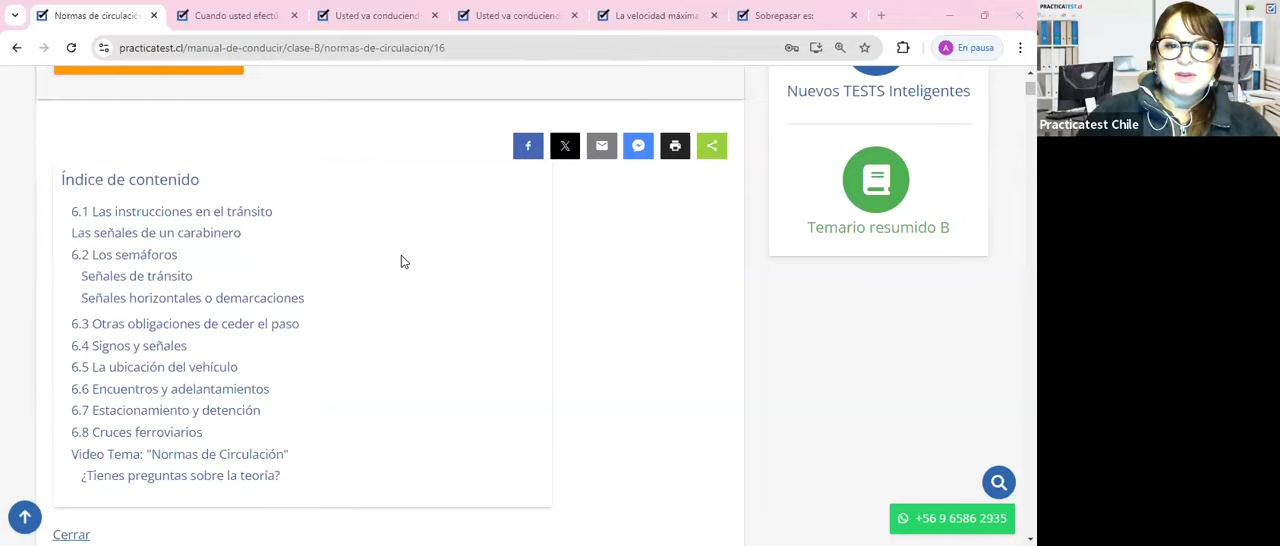 Normas de circulación
Cuando usted efectú
Usted va conduciend
Usted va conduciend
La velocidad máxima
Sobrepasar es:
practicatest.cl/manual-de-conducir/clase-B/normas-de-circulacion/16
A
En pausa
PRACTICATEST.cl
Practicatest Chile
Nuevos TESTS Inteligentes
Temario resumido B
Índice de contenido
6.1 Las instrucciones en el tránsito
Las señales de un carabinero
6.2 Los semáforos
Señales de tránsito
Señales horizontales o demarcaciones
6.3 Otras obligaciones de ceder el paso
6.4 Signos y señales
6.5 La ubicación del vehículo
6.6 Encuentros y adelantamientos
6.7 Estacionamiento y detención
6.8 Cruces ferroviarios
Video Tema: "Normas de Circulación"
¿Tienes preguntas sobre la teoría?
Cerrar
+56 9 6586 2935